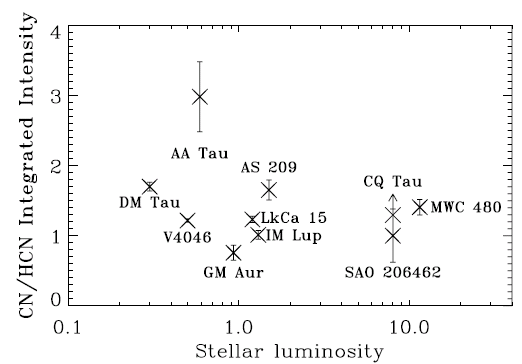 CN/HCN Integrated Intensity
4
3
2
1
0
AA Tau
AS 209
CQ Tau
DM Tau
MWC 480
LkCa 15
V4046
IM Lup
GM Aur
SAO 206462
0.1
1.0
10.0
Stellar luminosity